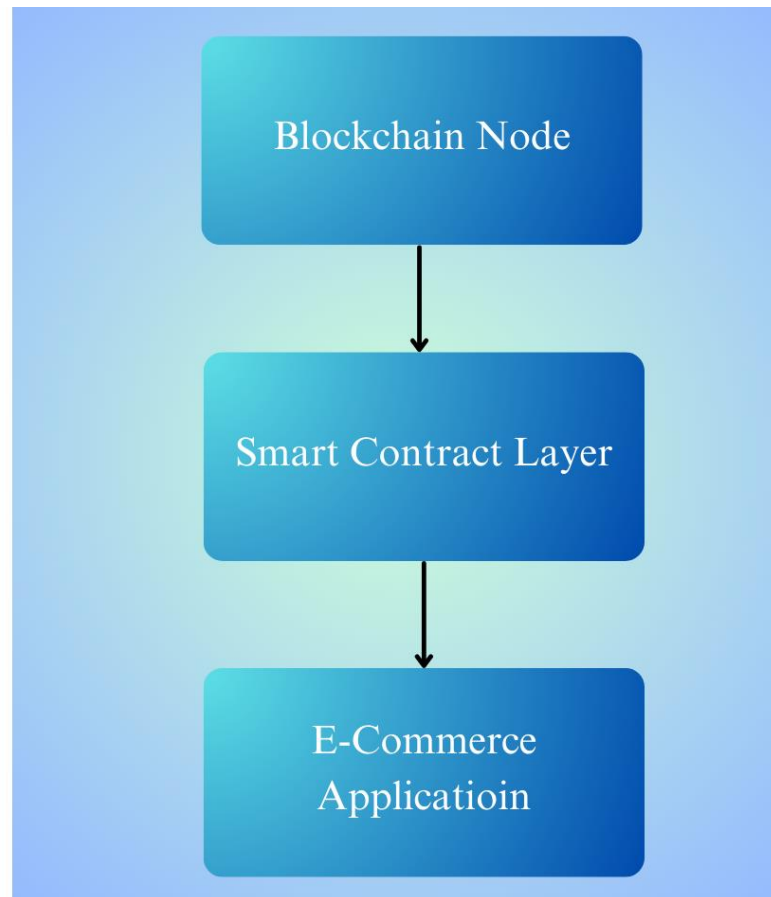 Blockchain Node
Smart Contract Layer
E-Commerce
Applicatioin